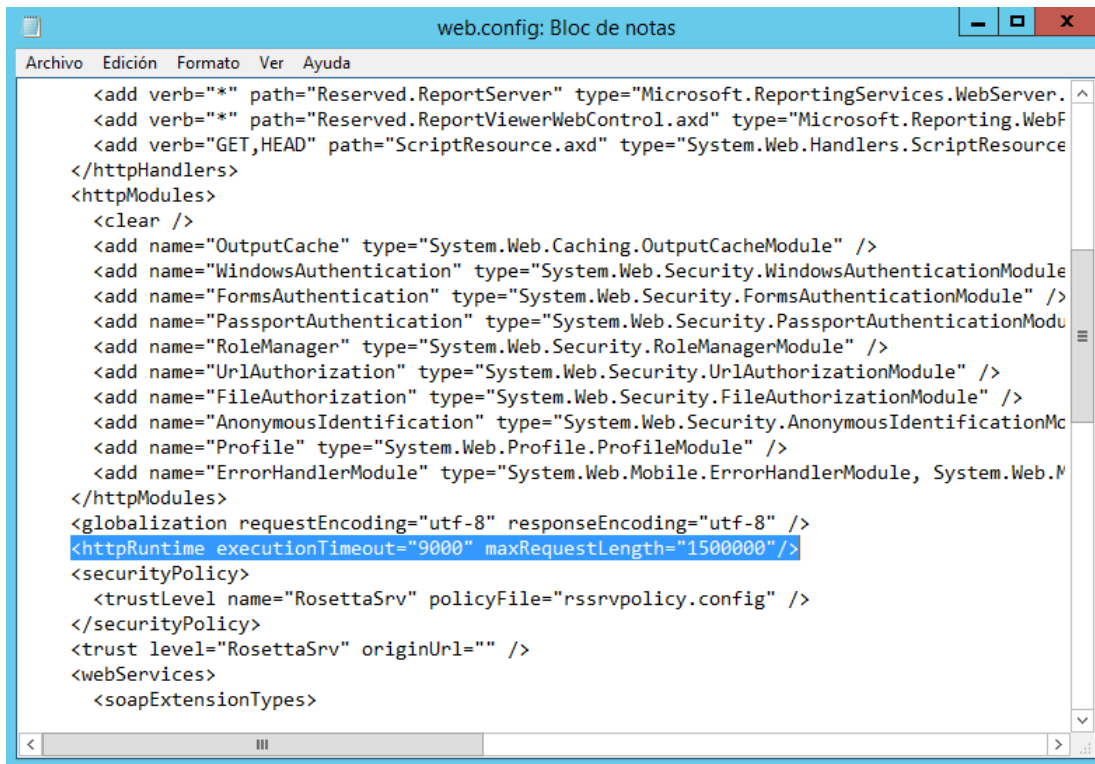 web.config: Bloc de notas
Archivo Edición Formato Ver Ayuda
<add verb="*" path="Reserved.ReportServer" type="Microsoft.ReportingServices.WebServer.
<add verb="*" path="Reserved.ReportViewerWebControl.axd" type="Microsoft.Reporting.WebF
<add verb="GET,HEAD" path="ScriptResource.axd" type="System.Web.Handlers.ScriptResource
</httpHandlers>
<httpModules>
<clear />
<add name="OutputCache" type="System.Web.Caching.OutputCacheModule" />
<add name="WindowsAuthentication" type="System.Web.Security.WindowsAuthenticationModule
<add name="FormsAuthentication" type="System.Web.Security.FormsAuthenticationModule" />
<add name="PassportAuthentication" type="System.Web.Security.PassportAuthenticationModu
<add name="RoleManager" type="System.Web.Security.RoleManagerModule" />
<add name="UrlAuthorization" type="System.Web.Security.UrlAuthorizationModule" />
<add name="FileAuthorization" type="System.Web.Security.FileAuthorizationModule" />
<add name="AnonymousIdentification" type="System.Web.Security.AnonymousIdentificationMo
<add name="Profile" type="System.Web.Profile.ProfileModule" />
<add name="ErrorHandlerModule" type="System.Web.Mobile.ErrorHandlerModule, System.Web.M
</httpModules>
<globalization requestEncoding="utf-8" responseEncoding="utf-8" />
<httpRuntime executionTimeout="9000" maxRequestLength="1500000"/>
<securityPolicy>
<trustLevel name="RosettaSrv" policyFile="rssrvpolicy.config" />
</securityPolicy>
<trust level="RosettaSrv" originUrl="" />
<webServices>
<soapExtensionTypes>